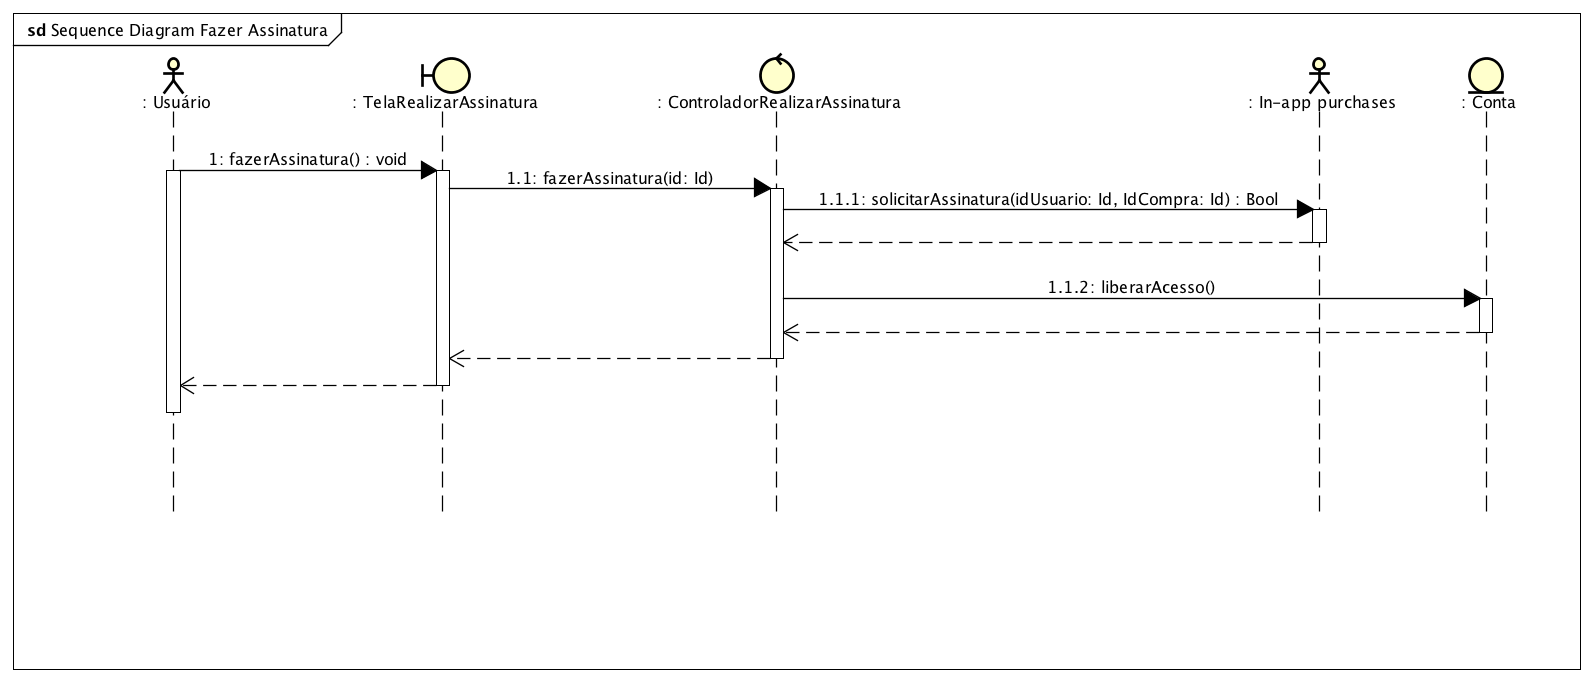 sd Sequence Diagram Fazer Assinatura
: Usuário
: TelaRealizarAssinatura
: ControladorRealizarAssinatura
: In-app purchases
: Conta
1: fazerAssinatura() : void
1.1: fazerAssinatura(id: Id)
1.1.1: solicitarAssinatura(idUsuario: Id, IdCompra: Id) : Bool
1.1.2: liberarAcesso()